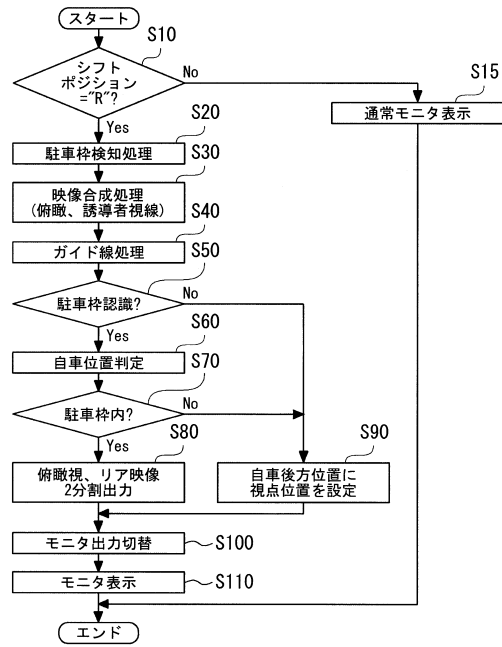 スタート
S10
シフト
ポジション
="R"?
No
S15
通常モニタ表示
Yes
S20
駐車枠検知処理
S30
映像合成処理
(俯瞰、誘導者視線)
S40
ガイド線処理
S50
駐車枠認識?
No
Yes
S60
自車位置判定
S70
駐車枠内?
No
Yes
S80
俯瞰視、リア映像
2分割出力
S90
自車後方位置に
視点位置を設定
モニタ出力切替
S100
モニタ表示
S110
エンド